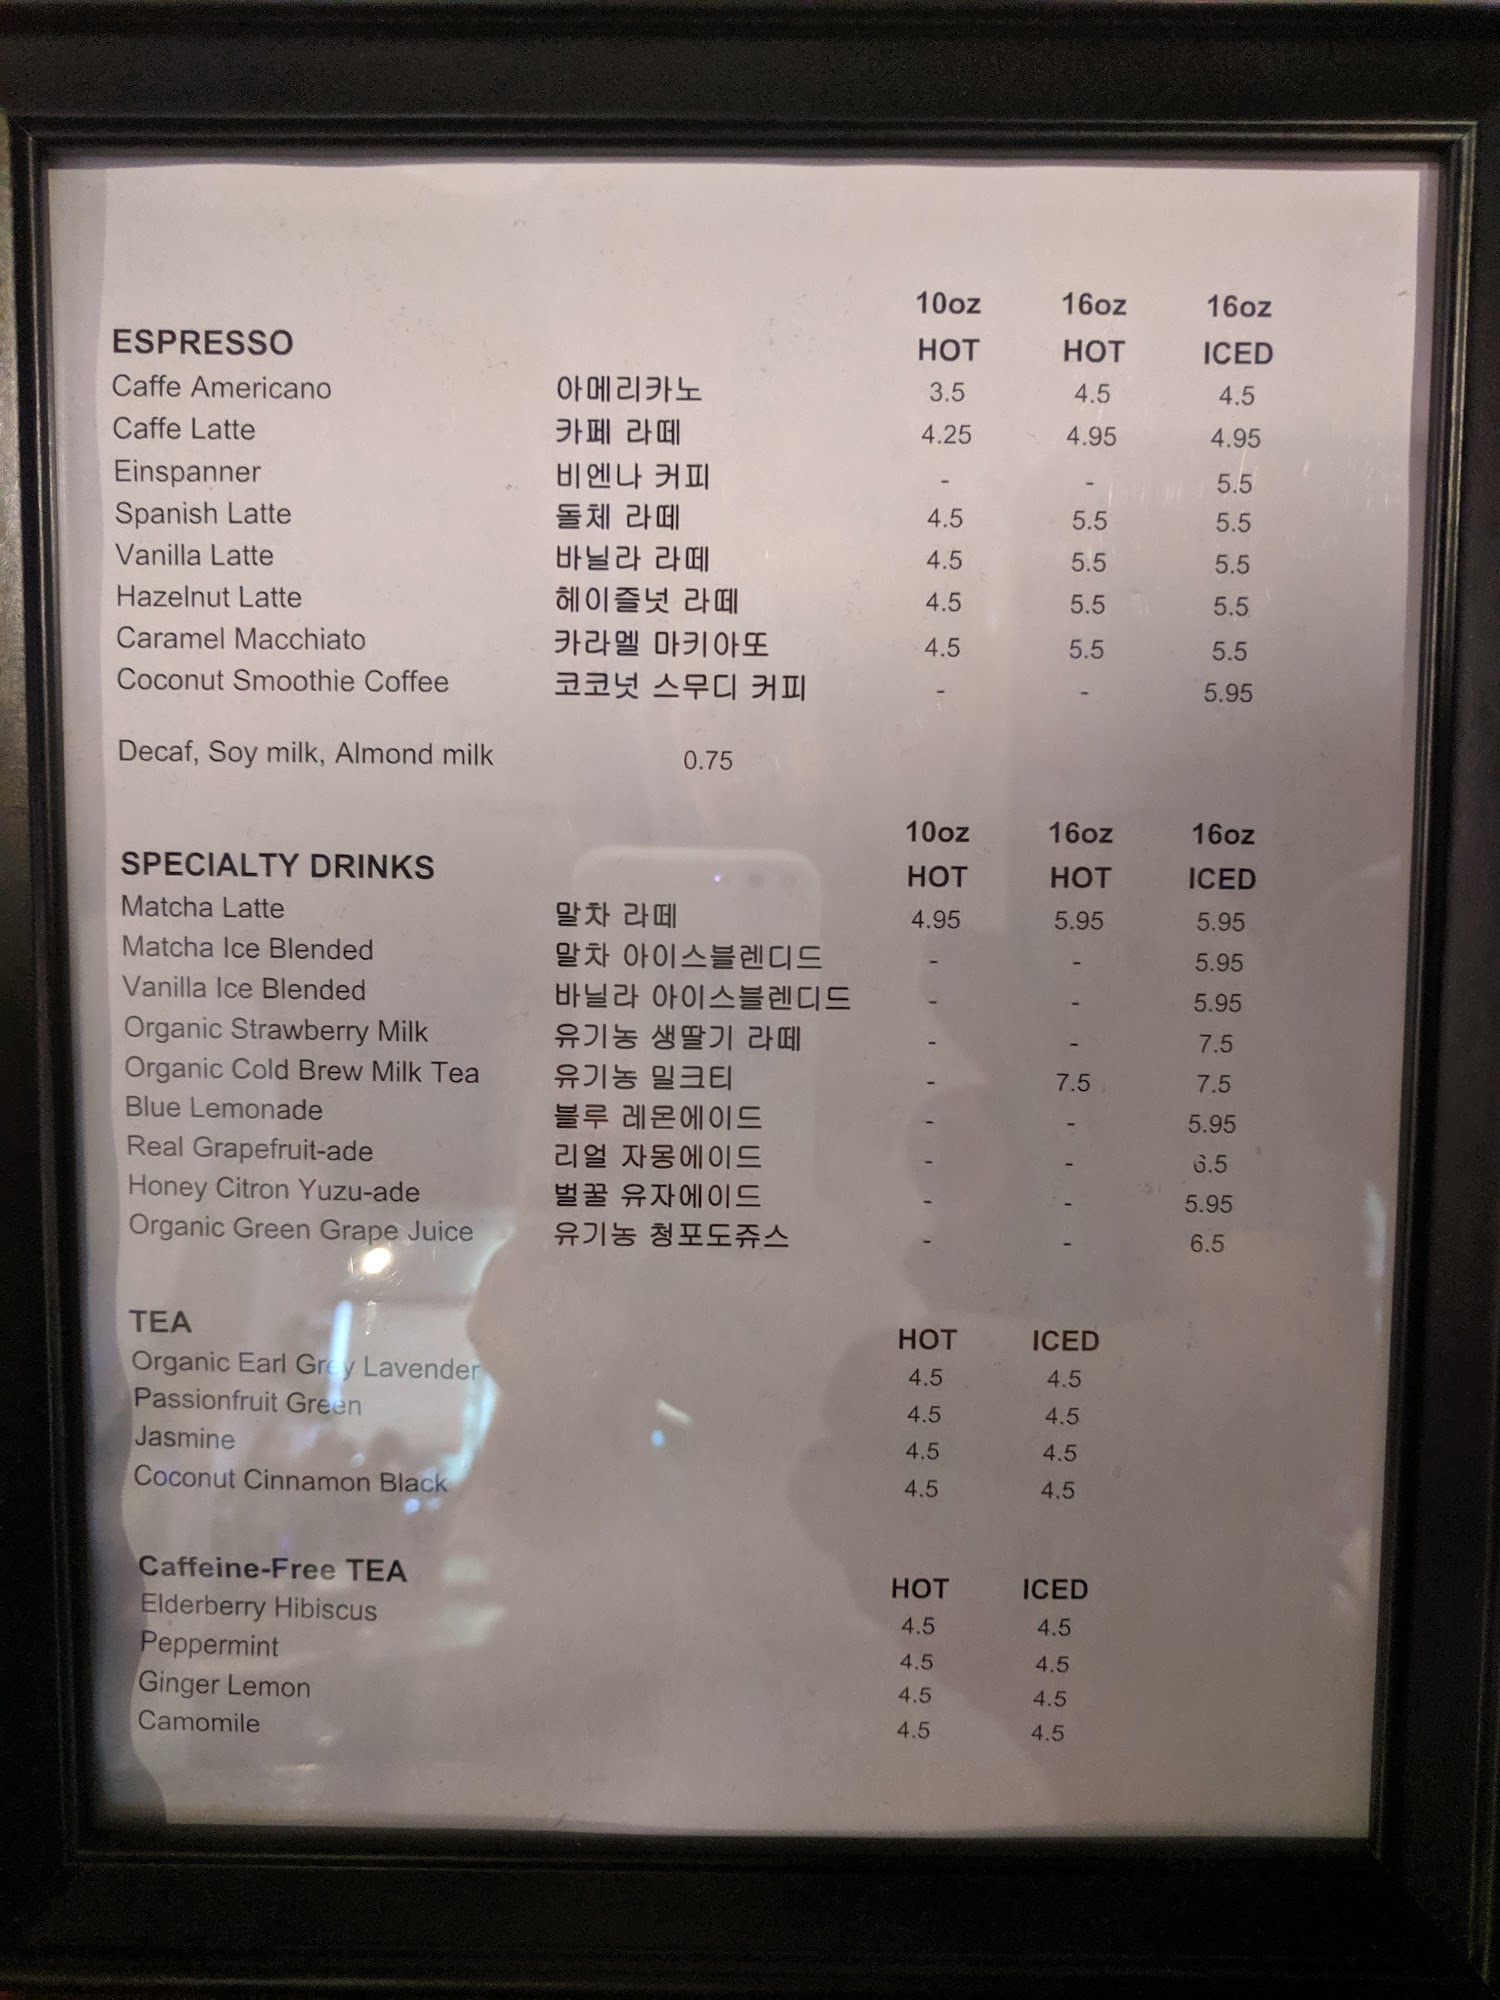 10oz 16oz 16oz
ESPRESSO HOT HOT ICED
Caffe Americano 아메리카노 3.5 4.5 4.5
Caffe Latte 카페 라떼 4.25 4.95 4.95
Einspanner 비엔나 커피 - - 5.5
Spanish Latte 돌체 라떼 4.5 5.5 5.5
Vanilla Latte 바닐라 라떼 4.5 5.5 5.5
Hazelnut Latte 헤이즐넛 라떼 4.5 5.5 5.5
Caramel Macchiato 카라멜 마키아또 4.5 5.5 5.5
Coconut Smoothie Coffee 코코넛 스무디 커피 - - 5.95
Decaf, Soy milk, Almond milk 0.75
10oz 16oz 16oz
SPECIALTY DRINKS HOT HOT ICED
Matcha Latte 말차 라떼 4.95 5.95 5.95
Matcha Ice Blended 말차 아이스블렌디드 - - 5.95
Vanilla Ice Blended 바닐라 아이스블렌디드 - - 5.95
Organic Strawberry Milk 유기농 생딸기 라떼 - - 7.5
Organic Cold Brew Milk Tea 유기농 밀크티 - 7.5 7.5
Blue Lemonade 블루 레몬에이드 - - 5.95
Real Grapefruit-ade 리얼 자몽에이드 - - 6.5
Honey Citron Yuzu-ade 벌꿀 유자에이드 - - 5.95
Organic Green Grape Juice 유기농 청포도쥬스 - - 6.5
TEA HOT ICED
Organic Earl Grey Lavender 4.5 4.5
Passionfruit Green 4.5 4.5
Jasmine 4.5 4.5
Coconut Cinnamon Black 4.5 4.5
Caffeine-Free TEA HOT ICED
Elderberry Hibiscus 4.5 4.5
Peppermint 4.5 4.5
Ginger Lemon 4.5 4.5
Camomile 4.5 4.5